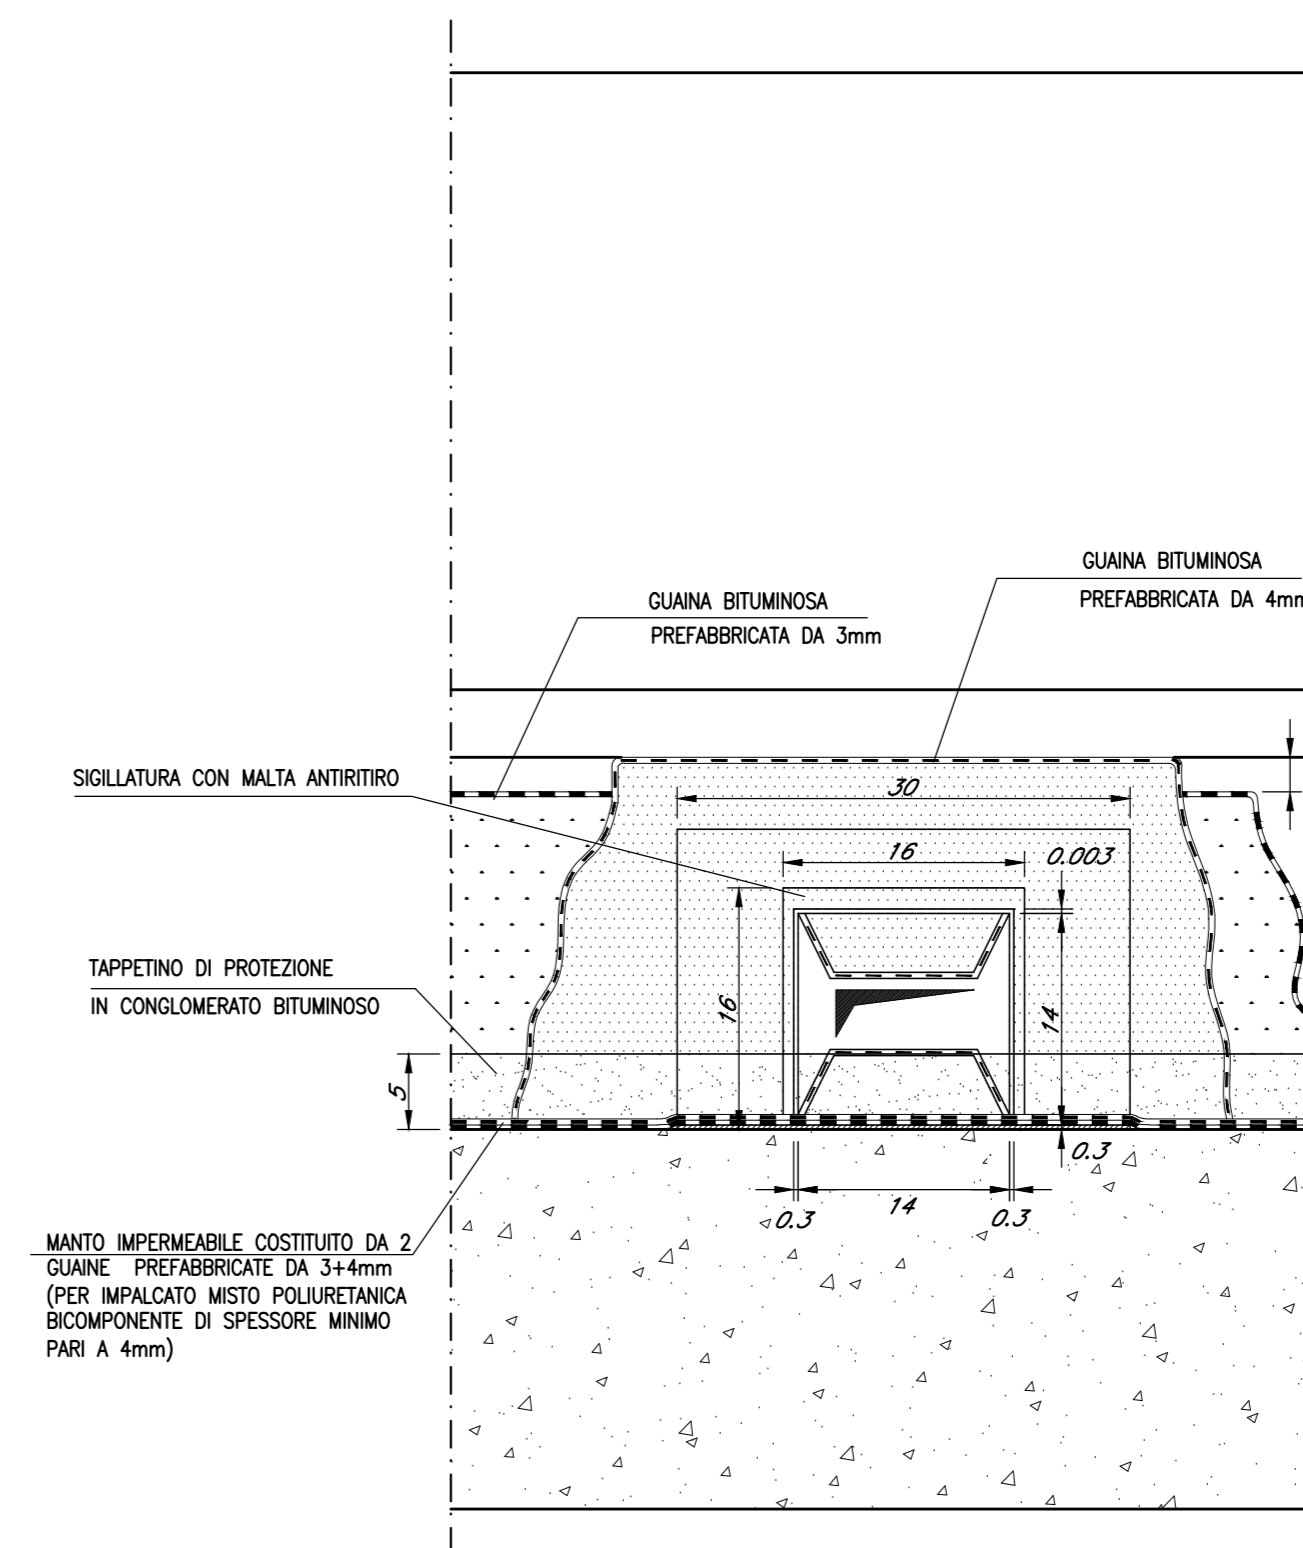 GUAINA BITUMINOSA
PREFABBRICATA DA 4mm
GUAINA BITUMINOSA
PREFABBRICATA DA 3mm
SIGILLATURA CON MALTA ANTIRITIRO
30
16
0.003
TAPPETINO DI PROTEZIONE
IN CONGLOMERATO BITUMINOSO
16
14
5
0.3
0.3
14
0.3
MANTO IMPERMEABILE COSTITUITO DA 2
GUAINE PREFABBRICATE DA 3+4mm
(PER IMPALCATO MISTO POLIURETANICA
BICOMPONENTE DI SPESSORE MINIMO
PARI A 4mm)